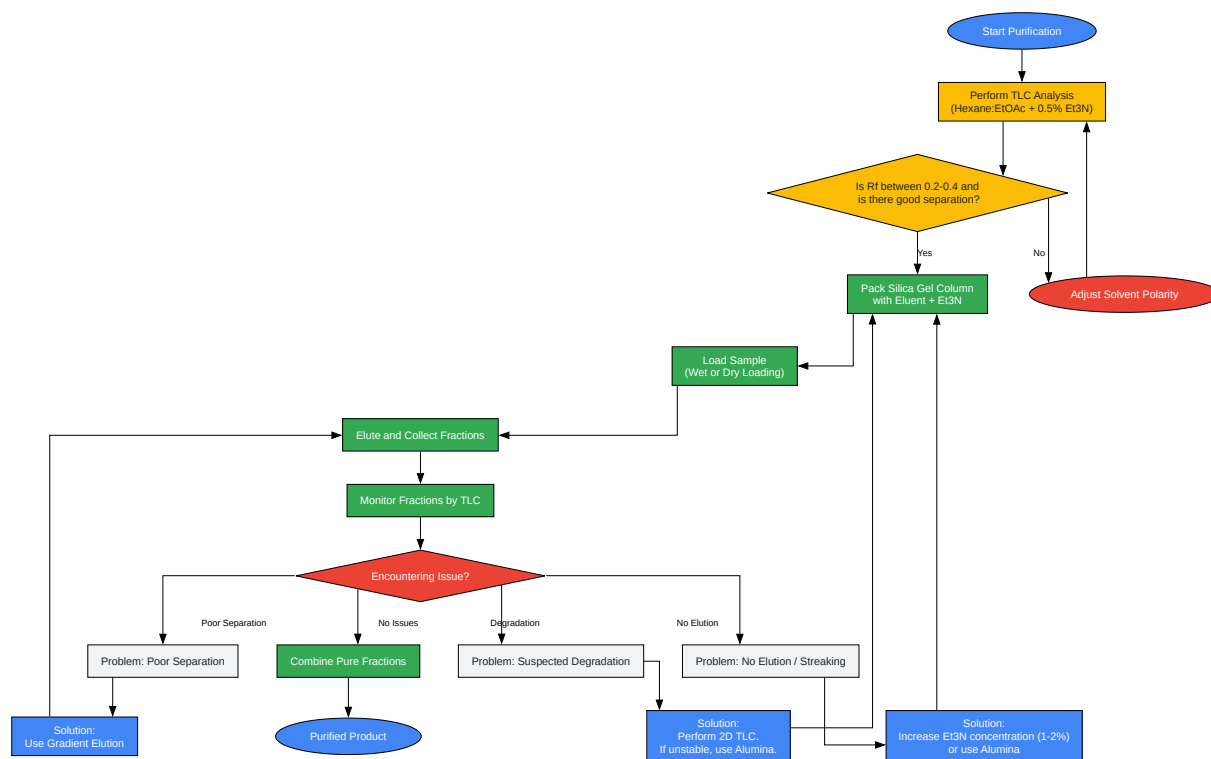 Start Purification
Perform TLC Analysis
(Hexane:EtOAc + 0.5% Et3N)
Is Rf between 0.2-0.4 and
is there good separation?
Yes
No
Pack Silica Gel Column
with Eluent + Et3N
Adjust Solvent Polarity
Load Sample
(Wet or Dry Loading)
Elute and Collect Fractions
Monitor Fractions by TLC
Encountering Issue?
Poor Separation
No Issues
Degradation
No Elution
Problem: Poor Separation
Combine Pure Fractions
Problem: Suspected Degradation
Problem: No Elution / Streaking
Solution:
Use Gradient Elution
Purified Product
Solution:
Perform 2D TLC.
If unstable, use Alumina.
Solution:
Increase Et3N concentration (1-2%)
or use Alumina